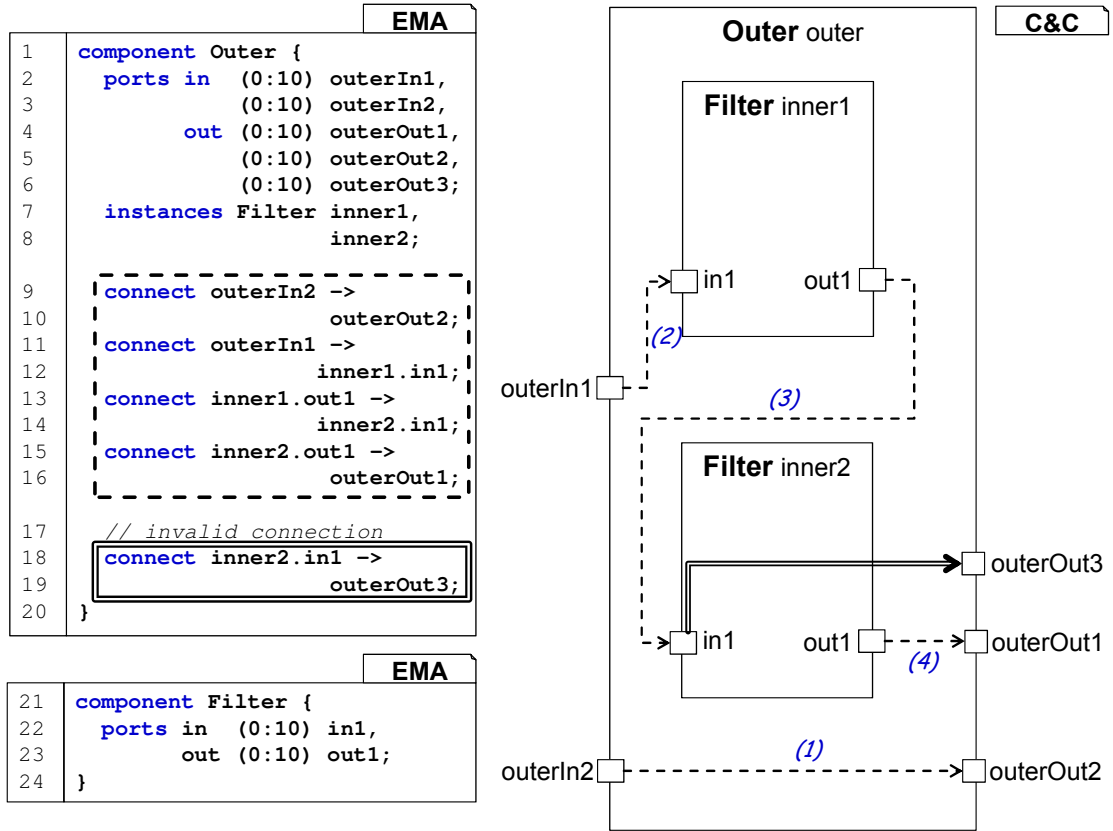 EMA
1 component Outer {
2 ports in (0:10) outerIn1,
3 (0:10) outerIn2,
4 out (0:10) outerOut1,
5 (0:10) outerOut2,
6 (0:10) outerOut3;
7 instances Filter inner1,
8 inner2;
9 connect outerIn2 ->
10 outerOut2;
11 connect outerIn1 ->
12 inner1.in1;
13 connect inner1.out1 ->
14 inner2.in1;
15 connect inner2.out1 ->
16 outerOut1;
17 // invalid connection
18 connect inner2.in1 ->
19 outerOut3;
20 }
EMA
21 component Filter {
22 ports in (0:10) in1,
23 out (0:10) out1;
24 }
C&C
Outer outer
Filter inner1
in1 out1
(2)
outerIn1
(3)
Filter inner2
outerOut3
in1 out1
outerOut1
(4)
(1)
outerIn2
outerOut2